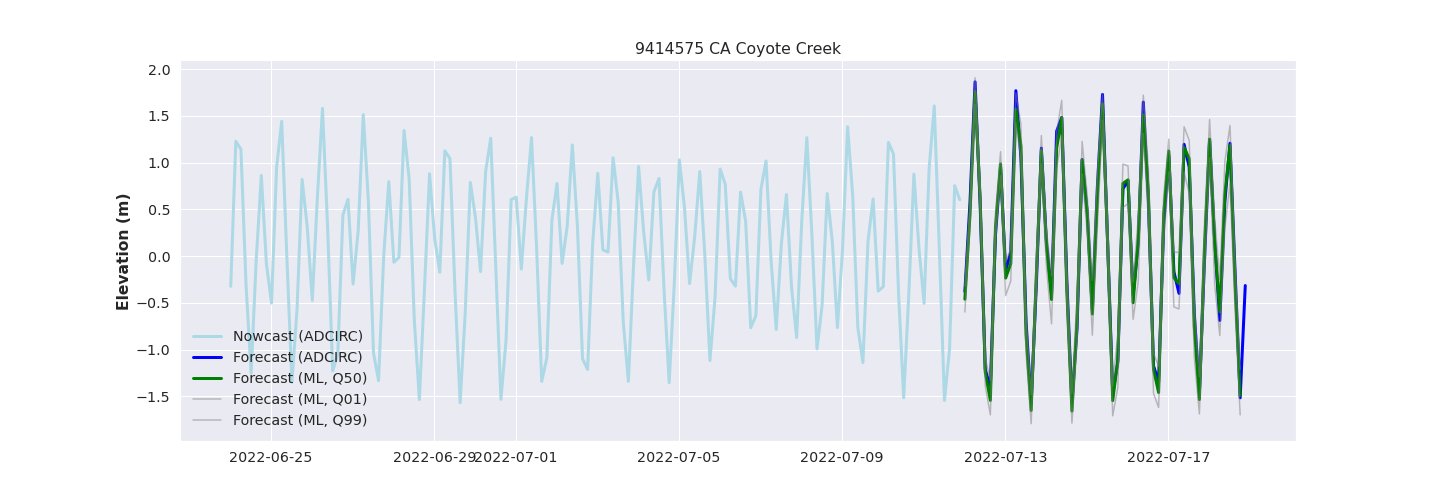 9414575 CA Coyote Creek
Elevation (m)
2.0
1.5
1.0
0.5
0.0
−0.5
−1.0
−1.5
Nowcast (ADCIRC)
Forecast (ADCIRC)
Forecast (ML, Q50)
Forecast (ML, Q01)
Forecast (ML, Q99)
2022-06-25 2022-06-29 2022-07-01 2022-07-05 2022-07-09 2022-07-13 2022-07-17